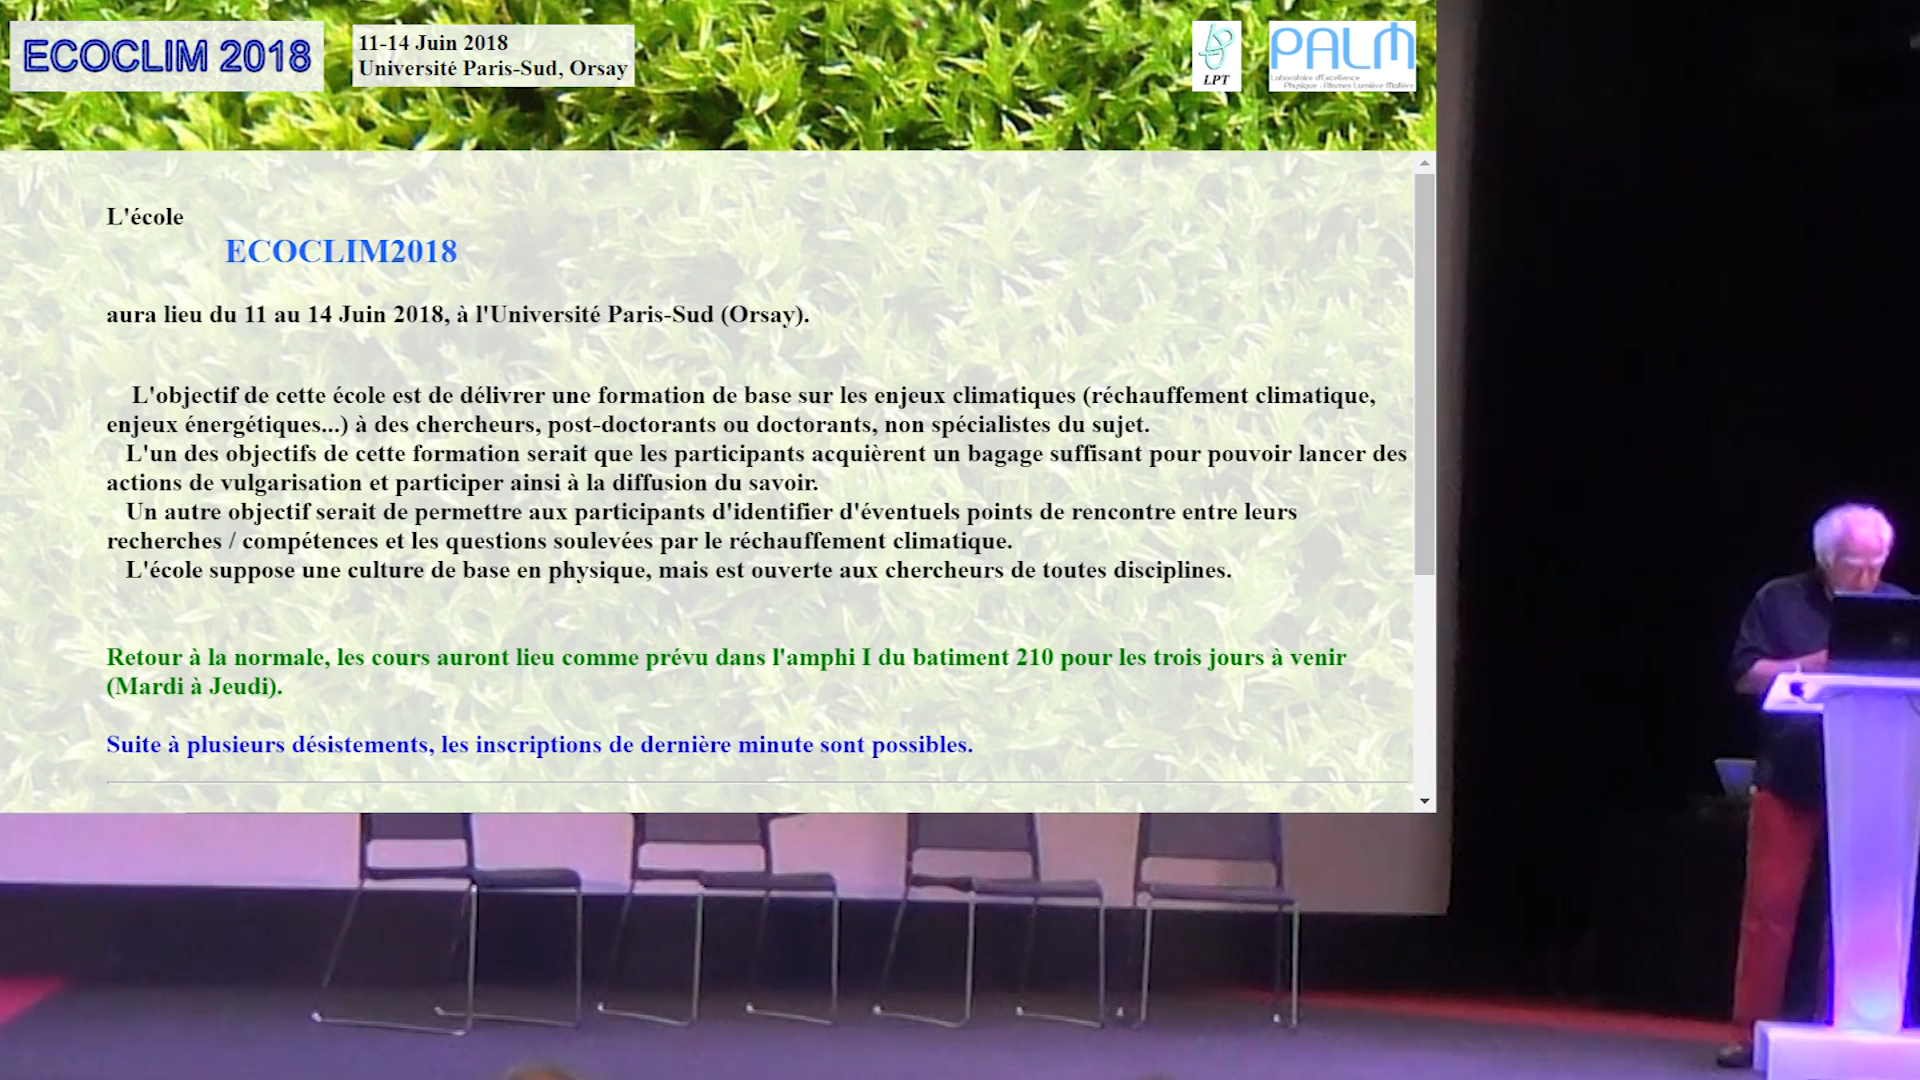 ECOCLIM 2018
11-14 Juin 2018
Université Paris-Sud, Orsay
LPT
PALM
Laboratoire d'Excellence
Physique : Atomes Lumière Matière
L'école
ECOCLIM2018
aura lieu du 11 au 14 Juin 2018, à l'Université Paris-Sud (Orsay).
L'objectif de cette école est de délivrer une formation de base sur les enjeux climatiques (réchauffement climatique,
enjeux énergétiques...) à des chercheurs, post-doctorants ou doctorants, non spécialistes du sujet.
L'un des objectifs de cette formation serait que les participants acquièrent un bagage suffisant pour pouvoir lancer des
actions de vulgarisation et participer ainsi à la diffusion du savoir.
Un autre objectif serait de permettre aux participants d'identifier d'éventuels points de rencontre entre leurs
recherches / compétences et les questions soulevées par le réchauffement climatique.
L'école suppose une culture de base en physique, mais est ouverte aux chercheurs de toutes disciplines.
Retour à la normale, les cours auront lieu comme prévu dans l'amphi I du batiment 210 pour les trois jours à venir
(Mardi à Jeudi).
Suite à plusieurs désistements, les inscriptions de dernière minute sont possibles.